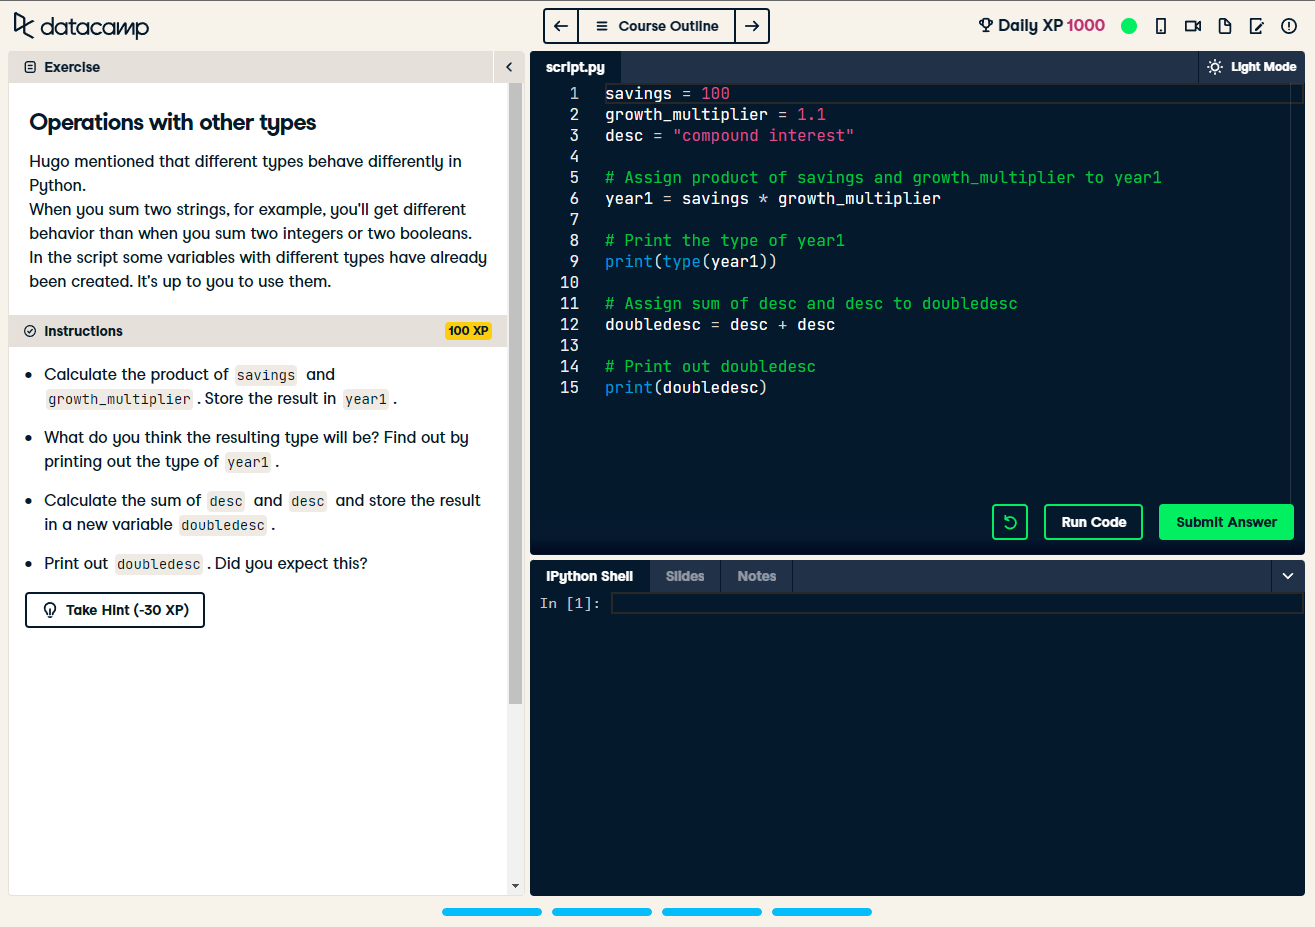 datacamp
Course Outline
Daily XP 1000
Exercise
Operations with other types
Hugo mentioned that different types behave differently in
Python.
When you sum two strings, for example, you'll get different
behavior than when you sum two integers or two booleans.
In the script some variables with different types have already
been created. It's up to you to use them.
Instructions
100 XP
Calculate the product of savings and
growth_multiplier . Store the result in year1 .
What do you think the resulting type will be? Find out by
printing out the type of year1 .
Calculate the sum of desc and desc and store the result
in a new variable doubledesc .
Print out doubledesc . Did you expect this?
Take Hint (-30 XP)
script.py
Light Mode
1 savings = 100
2 growth_multiplier = 1.1
3 desc = "compound interest"
4
5 # Assign product of savings and growth_multiplier to year1
6 year1 = savings * growth_multiplier
7
8 # Print the type of year1
9 print(type(year1))
10
11 # Assign sum of desc and desc to doubledesc
12 doubledesc = desc + desc
13
14 # Print out doubledesc
15 print(doubledesc)
Run Code
Submit Answer
IPython Shell
Slides
Notes
In [1]: